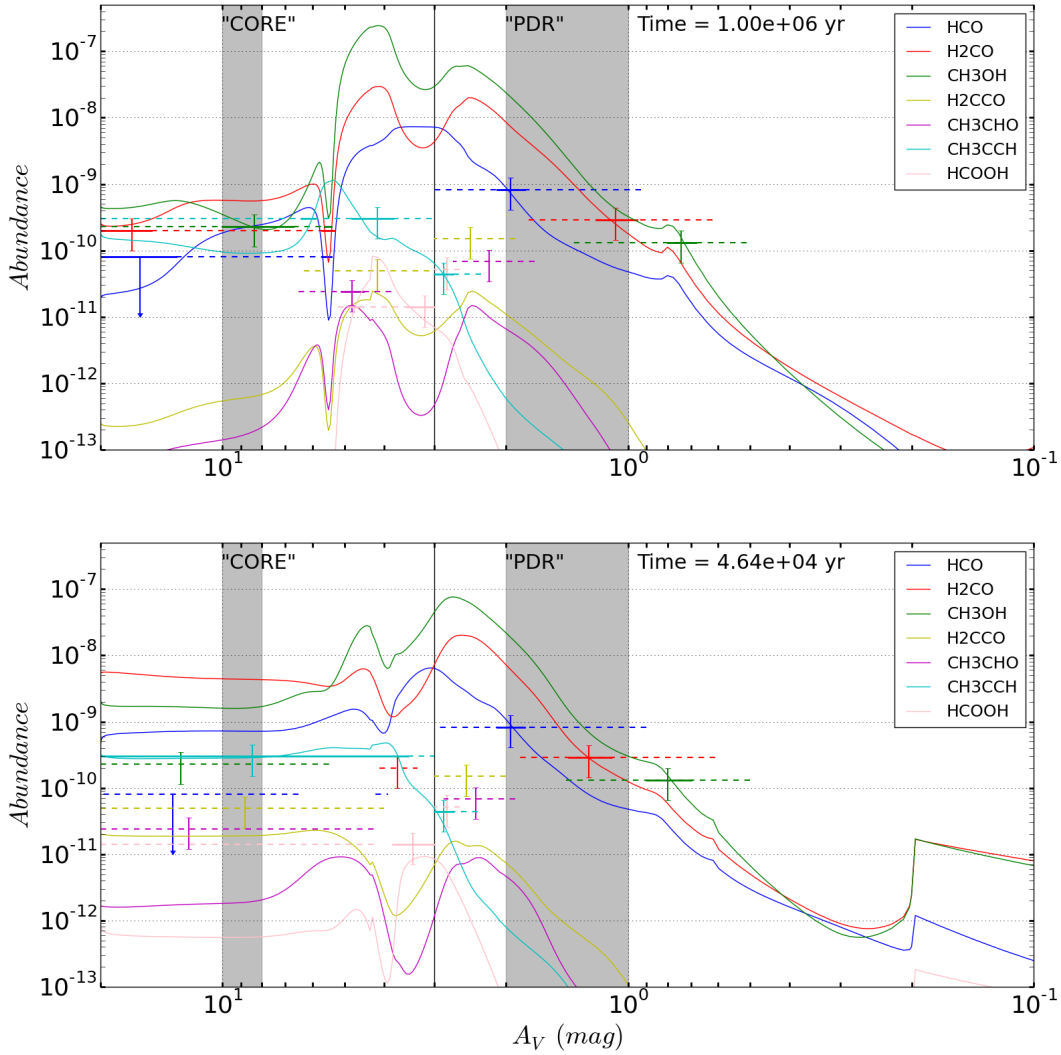 "CORE" "PDR" Time = 1.00e+06 yr
HCO
H2CO
CH3OH
H2CCO
CH3CHO
CH3CCH
HCOOH
10^-7
10^-8
10^-9
10^-10
10^-11
10^-12
10^-13
Abundance
10^1 10^0 10^-1
"CORE" "PDR" Time = 4.64e+04 yr
HCO
H2CO
CH3OH
H2CCO
CH3CHO
CH3CCH
HCOOH
10^-7
10^-8
10^-9
10^-10
10^-11
10^-12
10^-13
Abundance
10^1 10^0 10^-1
A_V (mag)